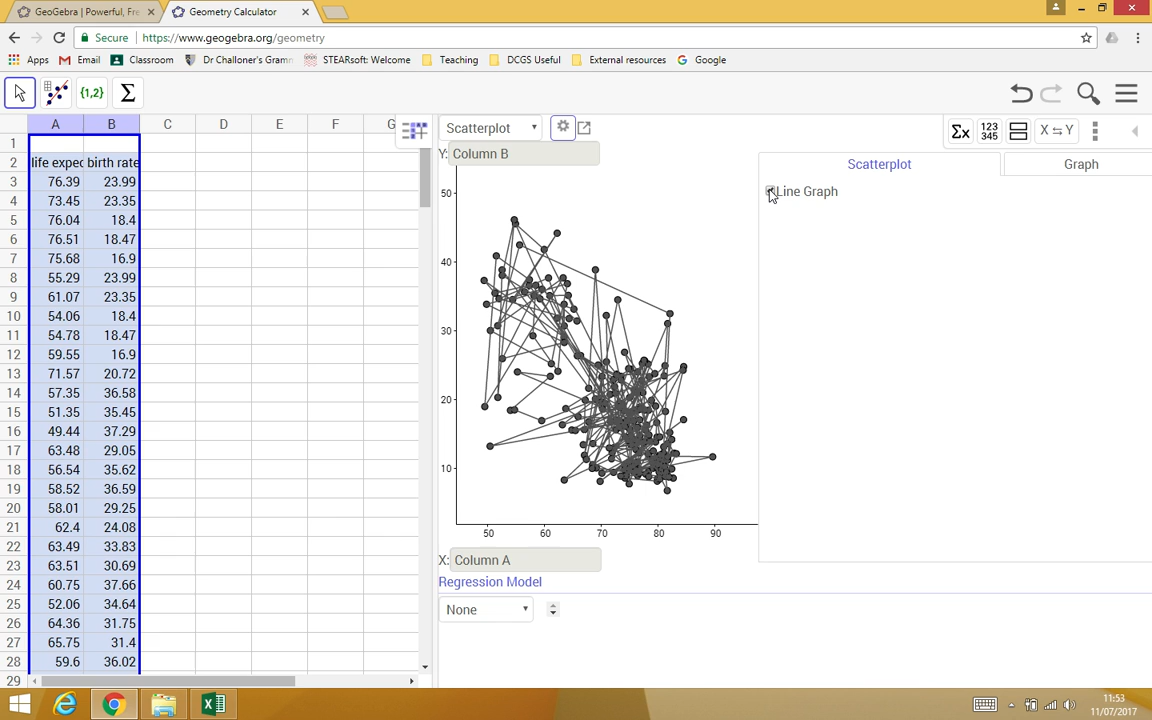 GeoGebra | Powerful, Fre
Geometry Calculator
Secure
https://www.geogebra.org/geometry
Apps
Email
Classroom
Dr Challoner's Gramm
STEARsoft: Welcome
Teaching
DCGS Useful
External resources
Google
{1,2}
Σ
A B C D E F G
Scatterplot
Σx
123
345
X ⇆ Y
Y: Column B
Scatterplot
Graph
Line Graph
1
2 life expec birth rate
3 76.39 23.99
4 73.45 23.35
5 76.04 18.4
6 76.51 18.47
7 75.68 16.9
8 55.29 23.99
9 61.07 23.35
10 54.06 18.4
11 54.78 18.47
12 59.55 16.9
13 71.57 20.72
14 57.35 36.58
15 51.35 35.45
16 49.44 37.29
17 63.48 29.05
18 56.54 35.62
19 58.52 36.59
20 58.01 29.25
21 62.4 24.08
22 63.49 33.83
23 63.51 30.69
24 60.75 37.66
25 52.06 34.64
26 64.36 31.75
27 65.75 31.4
28 59.6 36.02
29
50
40
30
20
10
50 60 70 80 90
X: Column A
Regression Model
None
11:53
11/07/2017